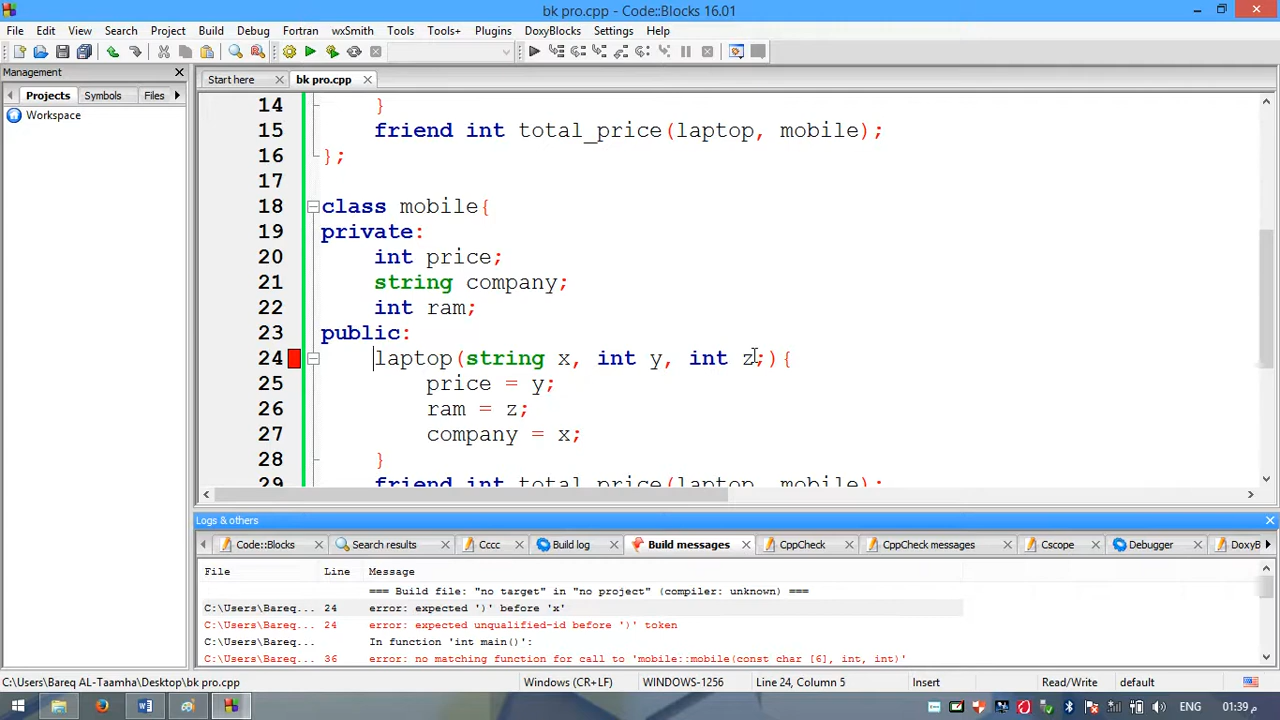 bk pro.cpp - Code::Blocks 16.01
File Edit View Search Project Build Debug Fortran wxSmith Tools Tools+ Plugins DoxyBlocks Settings Help
Management
Start here
bk pro.cpp
Projects Symbols Files
Workspace
14 }
15 friend int total_price(laptop, mobile);
16 };
17
18 class mobile{
19 private:
20 int price;
21 string company;
22 int ram;
23 public:
24 laptop(string x, int y, int z;){
25 price = y;
26 ram = z;
27 company = x;
28 }
29 friend int total_price(laptop, mobile);
Logs & others
Code::Blocks Search results Cccc Build log Build messages CppCheck CppCheck messages Cscope Debugger DoxyB
File Line Message
=== Build file: "no target" in "no project" (compiler: unknown) ===
C:\Users\Bareq... 24 error: expected ')' before 'x'
C:\Users\Bareq... 24 error: expected unqualified-id before ')' token
C:\Users\Bareq... In function 'int main()':
C:\Users\Bareq... 36 error: no matching function for call to 'mobile::mobile(const char [6], int, int)'
C:\Users\Bareq AL-Taamha\Desktop\bk pro.cpp Windows (CR+LF) WINDOWS-1256 Line 24, Column 5 Insert Read/Write default
ENG 01:39 م